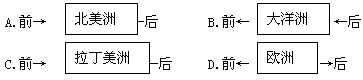 A.前→ 北美洲 —后 B.前← 大洋洲 ←后
C.前→ 拉丁美洲 —后 D.前← 欧洲 →后